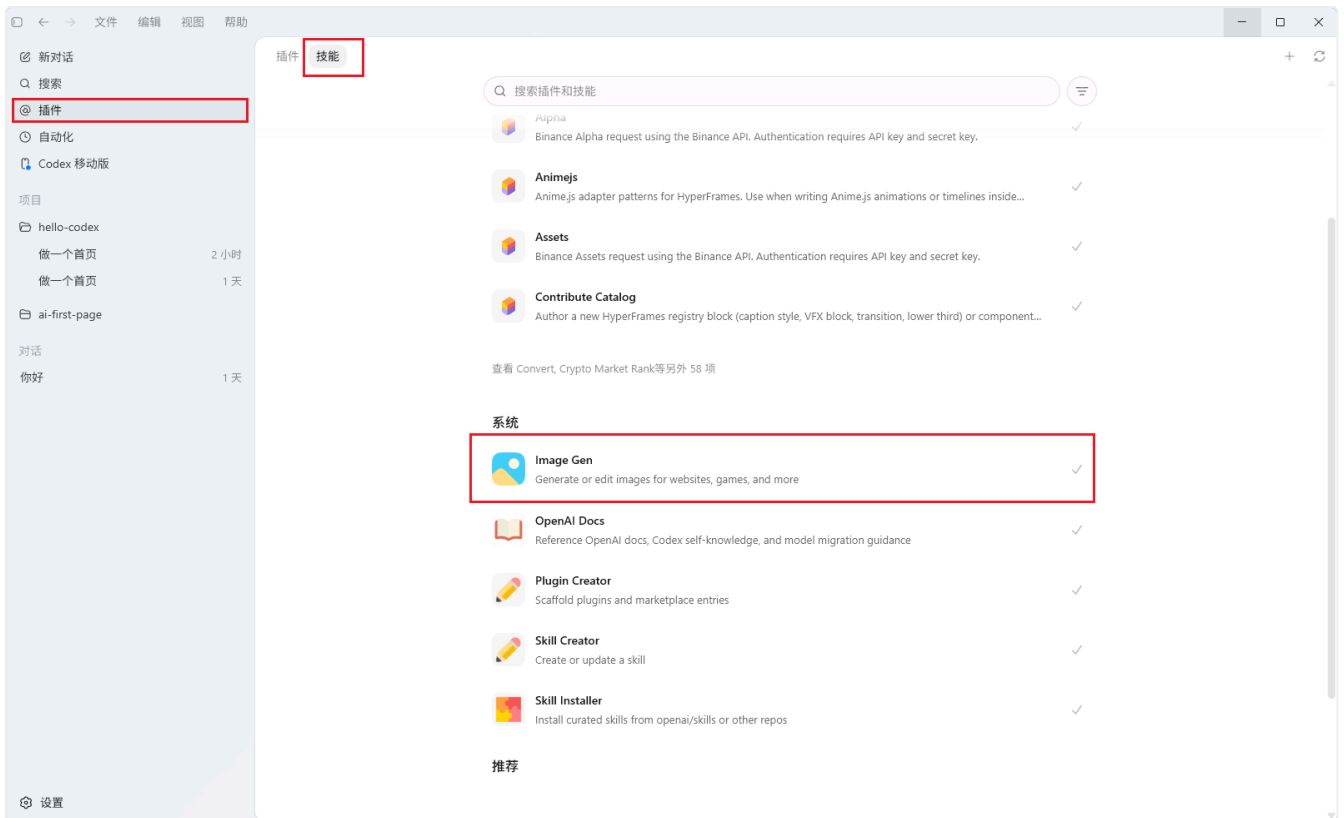 文件 编辑 视图 帮助
新对话
搜索
插件
自动化
Codex 移动版
项目
hello-codex
做一个首页 2 小时
做一个首页 1 天
ai-first-page
对话
你好 1 天
设置
插件 技能
搜索插件和技能
Alpha
Binance Alpha request using the Binance API. Authentication requires API key and secret key.
Animejs
Anime.js adapter patterns for HyperFrames. Use when writing Anime.js animations or timelines inside...
Assets
Binance Assets request using the Binance API. Authentication requires API key and secret key.
Contribute Catalog
Author a new HyperFrames registry block (caption style, VFX block, transition, lower third) or component...
查看 Convert, Crypto Market Rank等另外 58 项
系统
Image Gen
Generate or edit images for websites, games, and more
OpenAI Docs
Reference OpenAI docs, Codex self-knowledge, and model migration guidance
Plugin Creator
Scaffold plugins and marketplace entries
Skill Creator
Create or update a skill
Skill Installer
Install curated skills from openai/skills or other repos
推荐